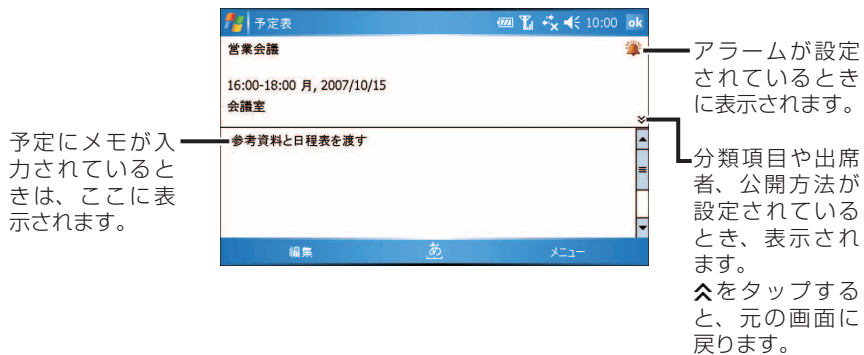 予定表 10:00 ok
営業会議
16:00-18:00 月, 2007/10/15
会議室
参考資料と日程表を渡す
編集 あ メニュー
予定にメモが入
力されていると
きは、ここに表
示されます。
アラームが設定
されているとき
に表示されます。
分類項目や出席
者、公開方法が
設定されている
とき、表示され
ます。
をタップする
と、元の画面に
戻ります。